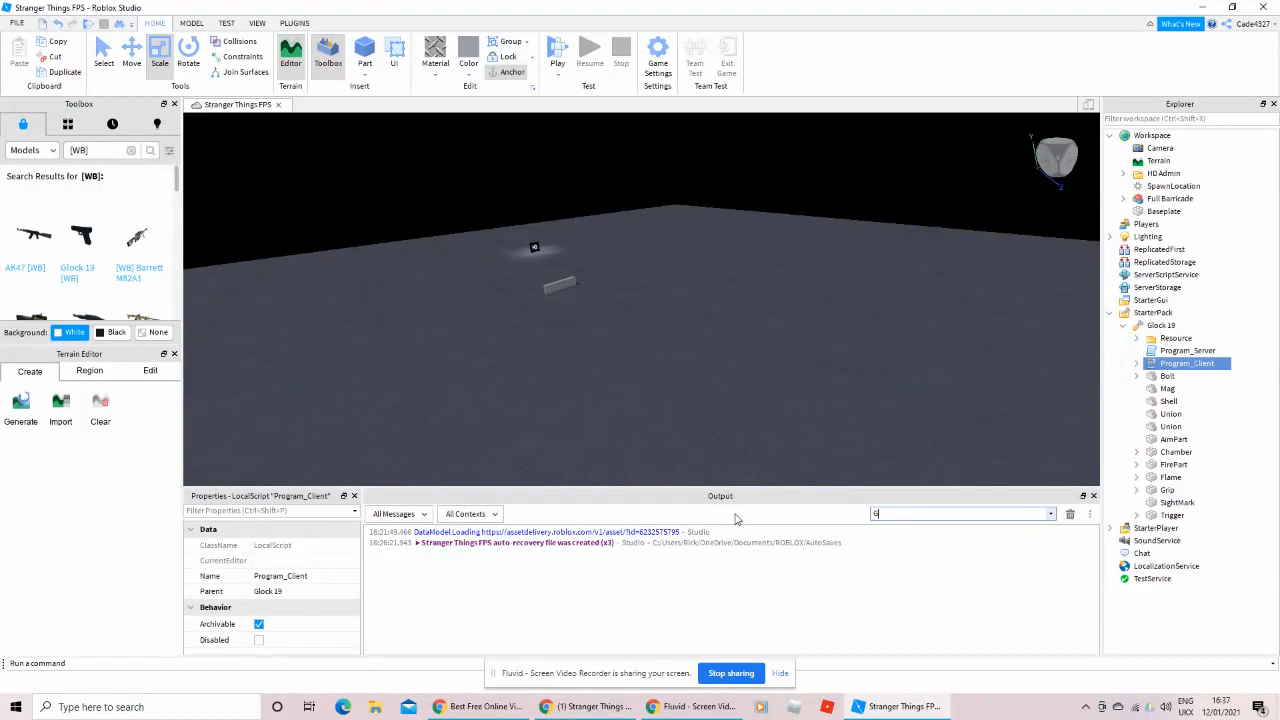 Stranger Things FPS - Roblox Studio
FILE HOME MODEL TEST VIEW PLUGINS What's New Cade4327
Paste Copy Cut Duplicate Select Move Scale Rotate Collisions Constraints Join Surfaces Editor Toolbox Part UI Material Color Group Lock Anchor Play Resume Stop Game Settings Team Test Exit Game
Clipboard Tools Terrain Insert Edit Test Settings Team Test
Toolbox
Stranger Things FPS
Models [WB]
Search Results for [WB]:
AK47 [WB] Glock 19 [WB] [WB] Barrett M82A1
Background: White Black None
Terrain Editor
Create Region Edit
Generate Import Clear
Y
Z
Explorer
Filter workspace (Ctrl+Shift+X)
Workspace
Camera
Terrain
HDAdmin
SpawnLocation
Full Barricade
Baseplate
Players
Lighting
ReplicatedFirst
ReplicatedStorage
ServerScriptService
ServerStorage
StarterGui
StarterPack
Glock 19
Resource
Program_Server
Program_Client
Bolt
Mag
Shell
Union
Union
AimPart
Chamber
FirePart
Flame
Grip
SightMark
Trigger
StarterPlayer
SoundService
Chat
LocalizationService
TestService
Properties - LocalScript "Program_Client"
Filter Properties (Ctrl+Shift+P)
Data
ClassName LocalScript
CurrentEditor
Name Program_Client
Parent Glock 19
Behavior
Archivable
Disabled
Output
All Messages All Contexts G
16:21:49.466 DataModel Loading https://assetdelivery.roblox.com/v1/asset/?id=6232575795 - Studio
16:26:21.943 Stranger Things FPS auto-recovery file was created (x3) - Studio - C:/Users/Rick/OneDrive/Documents/ROBLOX/AutoSaves
Run a command
Fluvid - Screen Video Recorder is sharing your screen. Stop sharing Hide
Type here to search Best Free Online Vi... (1) Stranger Things ... Fluvid - Screen Vid... Stranger Things FP... ENG UKX 16:37 12/01/2021